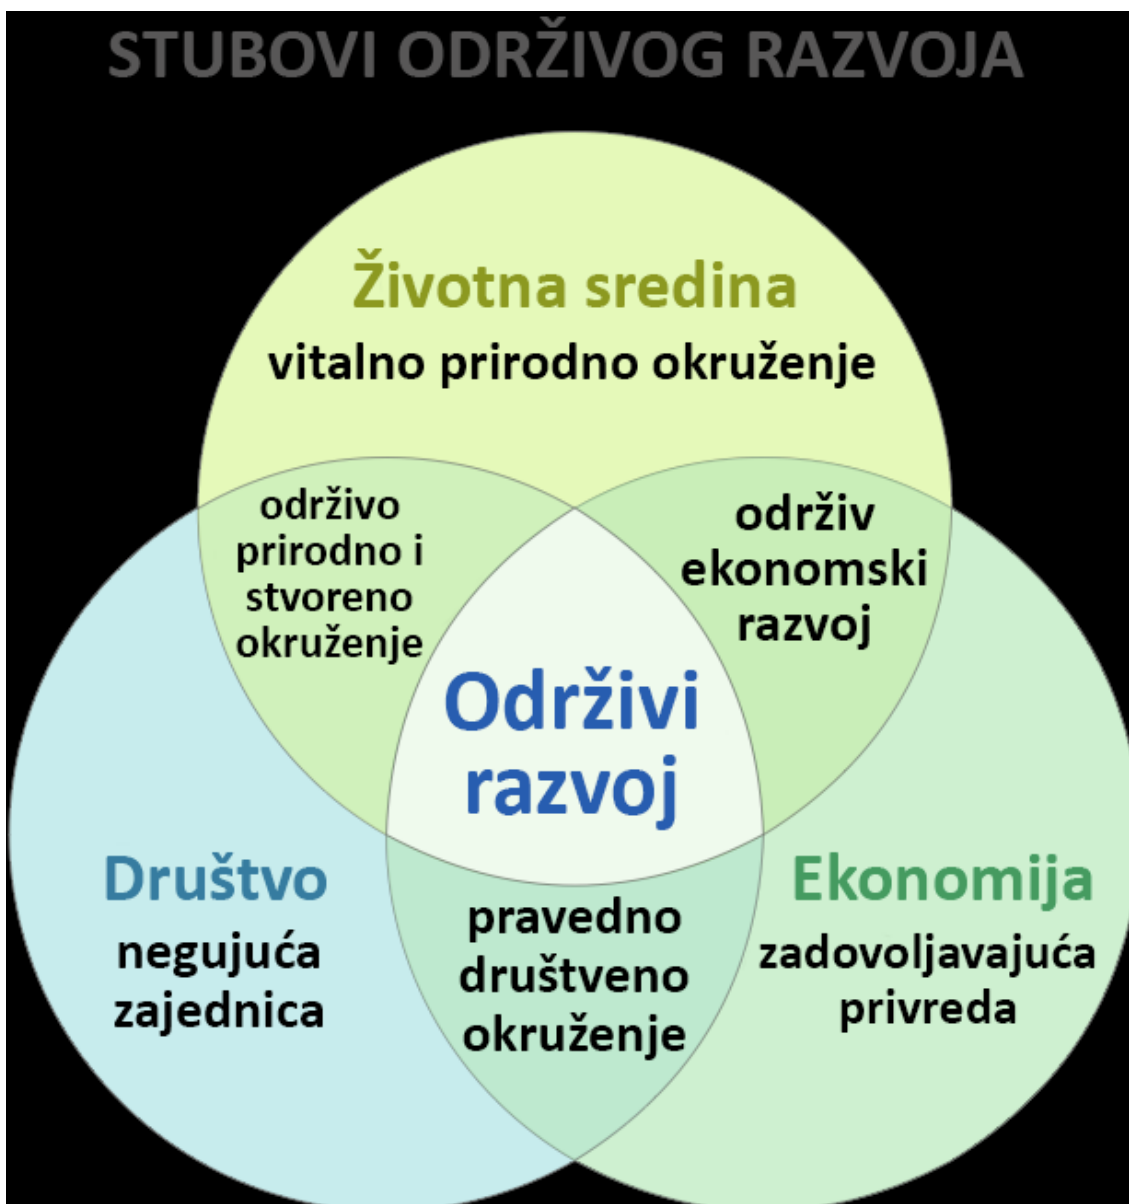 STUBOVI ODRŽIVOG RAZVOJA
Životna sredina
vitalno prirodno okruženje
održivo
prirodno i
stvoreno
okruženje
održiv
ekonomski
razvoj
Održivi
razvoj
Društvo
negujuća
zajednica
pravedno
društveno
okruženje
Ekonomija
zadovoljavajuća
privreda